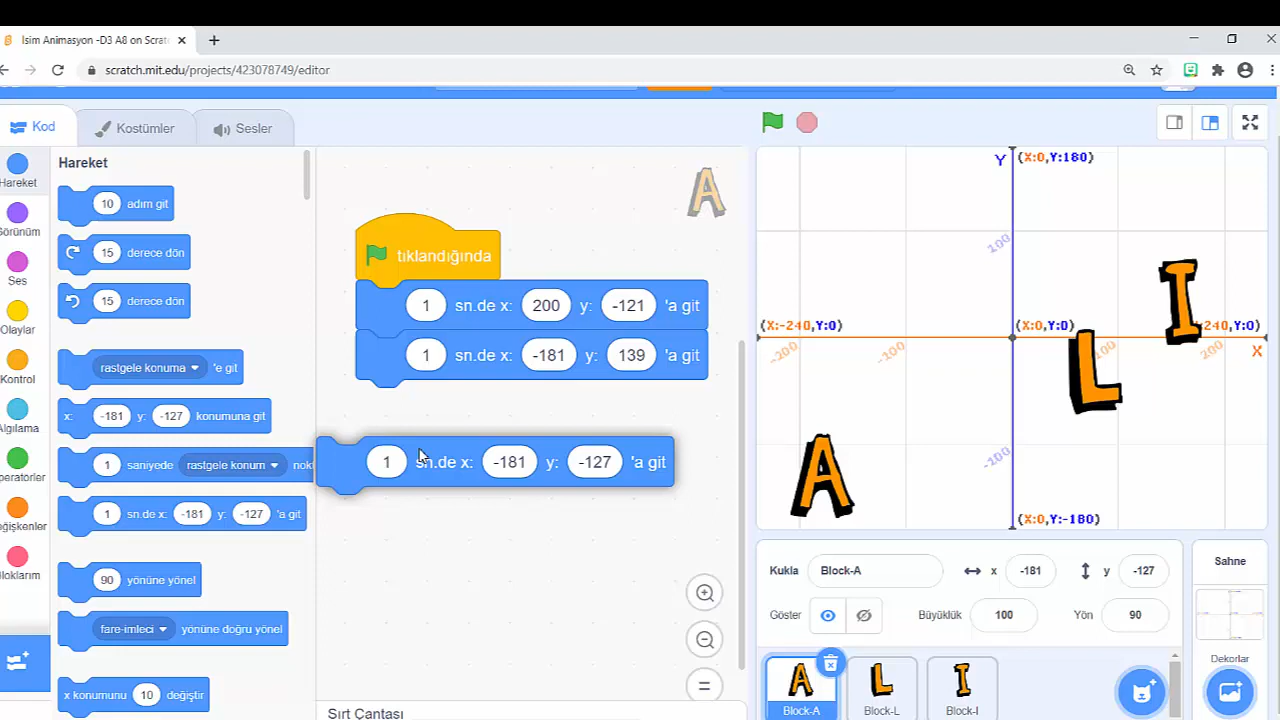 İsim Animasyon -D3 A8 on Scratc
scratch.mit.edu/projects/423078749/editor
Kod
Kostümler
Sesler
Hareket
Görünüm
Ses
Olaylar
Kontrol
Algılama
Operatörler
Değişkenler
Bloklarım
Hareket
10 adım git
15 derece dön
15 derece dön
rastgele konuma 'e git
x: -181 y: -127 konumuna git
1 saniyede rastgele konum nok
1 sn.de x: -181 y: -127 'a git
90 yönüne yönel
fare-imleci yönüne doğru yönel
x konumunu 10 değiştir
tıklandığında
1 sn.de x: 200 y: -121 'a git
1 sn.de x: -181 y: 139 'a git
1 sn.de x: -181 y: -127 'a git
Sırt Çantası
A
Y
(X:0,Y:180)
100
I
(X:-240,Y:0)
(X:0,Y:0)
240,Y:0)
-200
-100
100
200
X
L
A
-100
(X:0,Y:-180)
Kukla Block-A x -181 y -127
Göster Büyüklük 100 Yön 90
A
Block-A
L
Block-L
I
Block-I
Sahne
Dekorlar